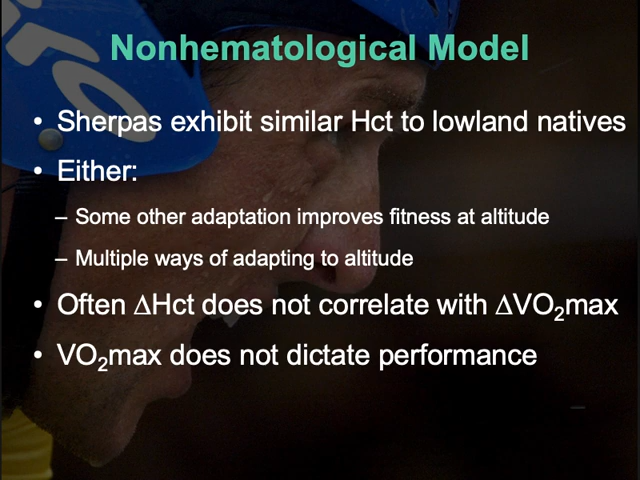 Nonhematological Model
• Sherpas exhibit similar Hct to lowland natives
• Either:
– Some other adaptation improves fitness at altitude
– Multiple ways of adapting to altitude
• Often ΔHct does not correlate with ΔVO₂max
• VO₂max does not dictate performance